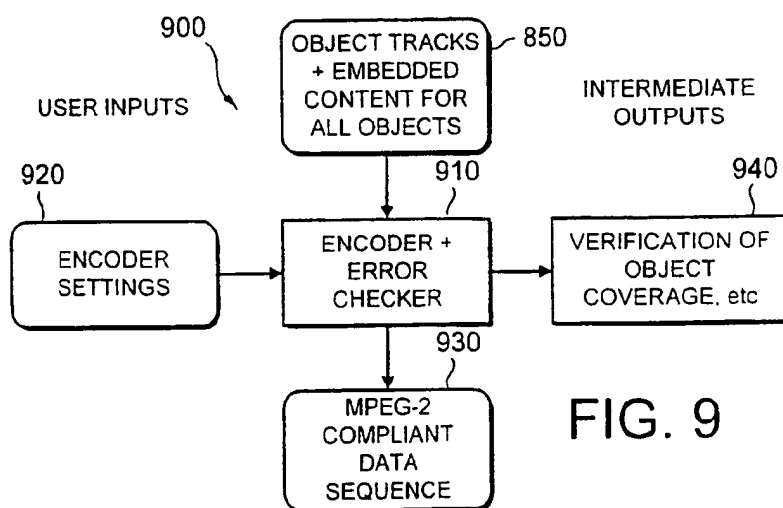 900
OBJECT TRACKS
+ EMBEDDED
CONTENT FOR
ALL OBJECTS
850
USER INPUTS
INTERMEDIATE
OUTPUTS
920
ENCODER
SETTINGS
910
ENCODER +
ERROR
CHECKER
940
VERIFICATION OF
OBJECT
COVERAGE, etc
930
MPEG-2
COMPLIANT
DATA
SEQUENCE
FIG. 9